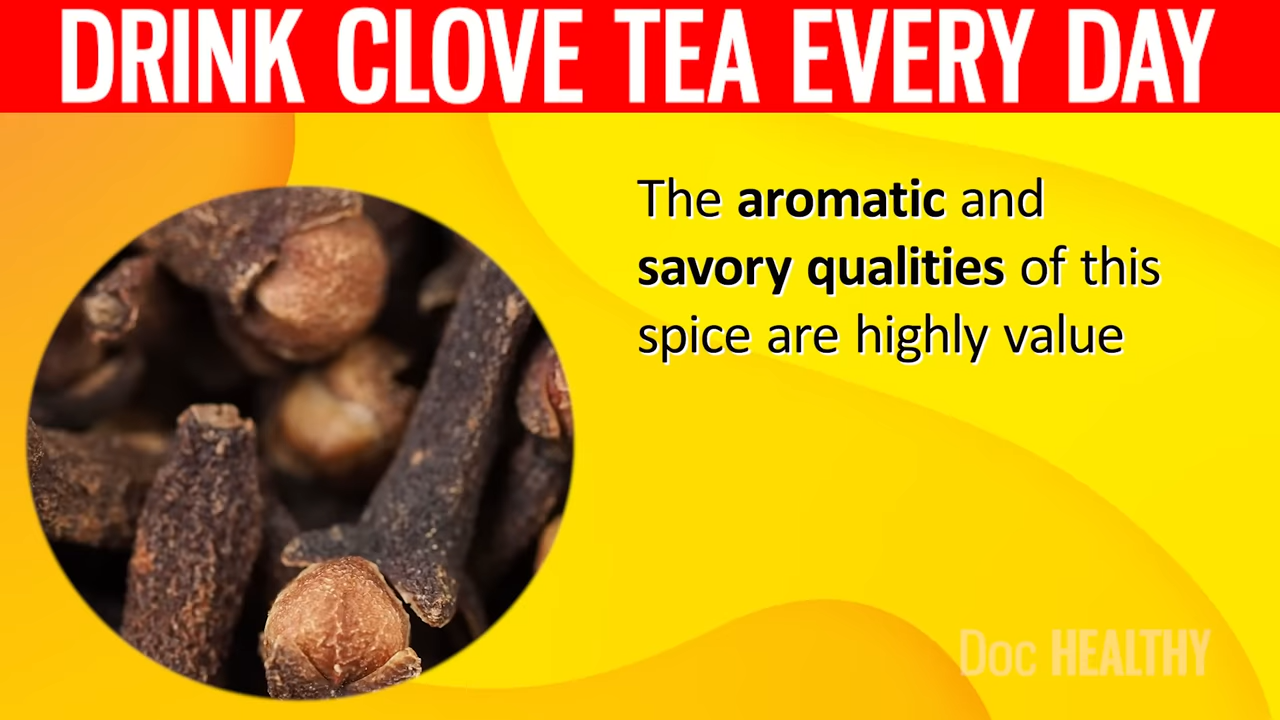 DRINK CLOVE TEA EVERY DAY
The aromatic and
savory qualities of this
spice are highly value
Doc HEALTHY